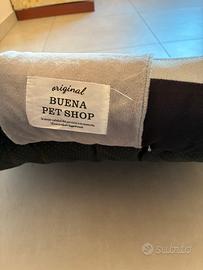 original
BUENA
PET SHOP
subito